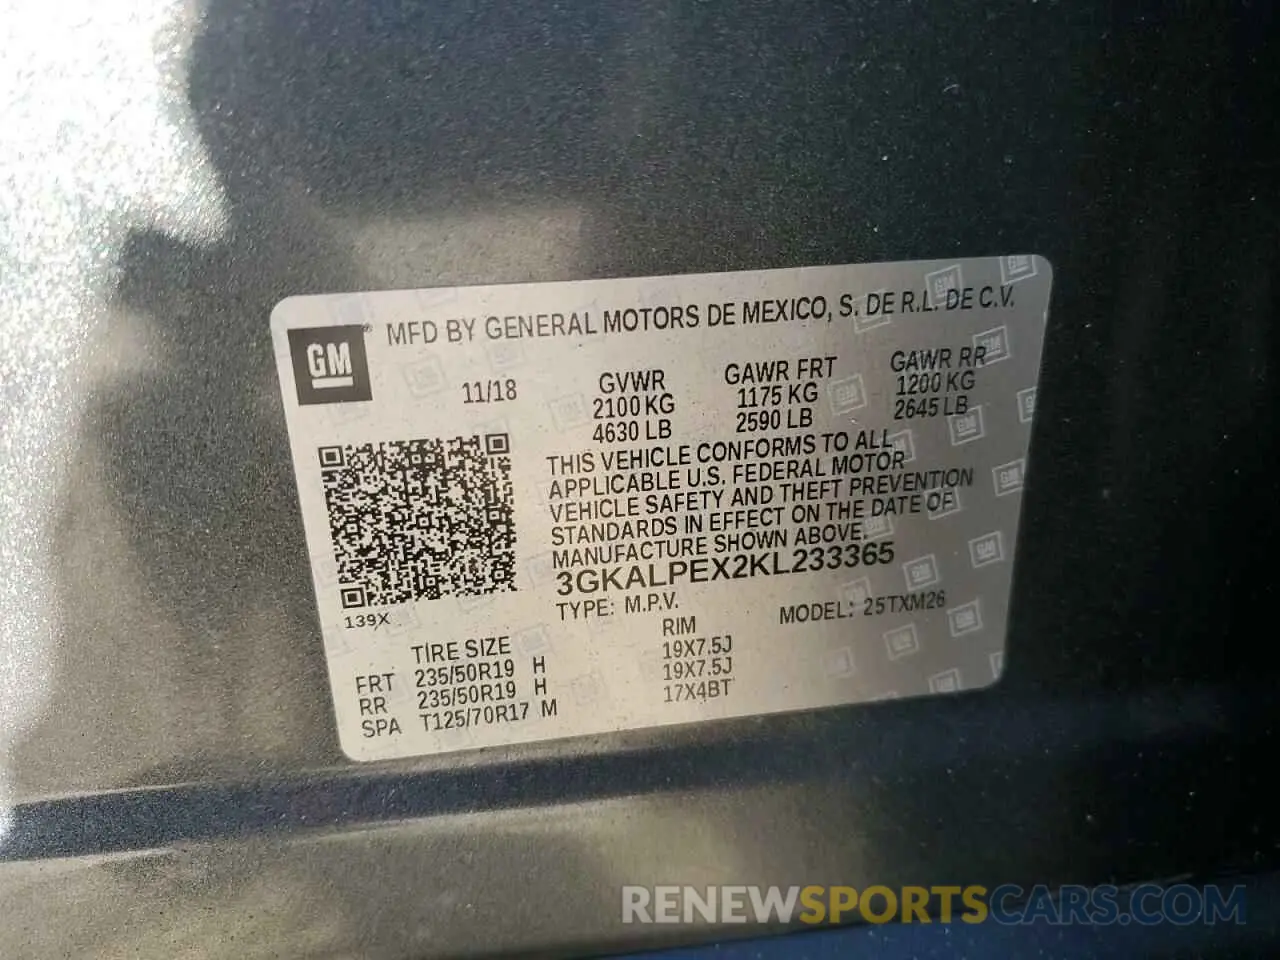 GM ® MFD BY GENERAL MOTORS DE MEXICO, S. DE R.L. DE C.V.
11/18 GVWR GAWR FRT GAWR RR
2100 KG 1175 KG 1200 KG
4630 LB 2590 LB 2645 LB
THIS VEHICLE CONFORMS TO ALL
APPLICABLE U.S. FEDERAL MOTOR
VEHICLE SAFETY AND THEFT PREVENTION
STANDARDS IN EFFECT ON THE DATE OF
MANUFACTURE SHOWN ABOVE.
3GKALPEX2KL233365
139X
TYPE: M.P.V. MODEL: 25TXM26
TIRE SIZE RIM
FRT 235/50R19 H 19X7.5J
RR 235/50R19 H 19X7.5J
SPA T125/70R17 M 17X4BT
RENEWSPORTSCARS.COM